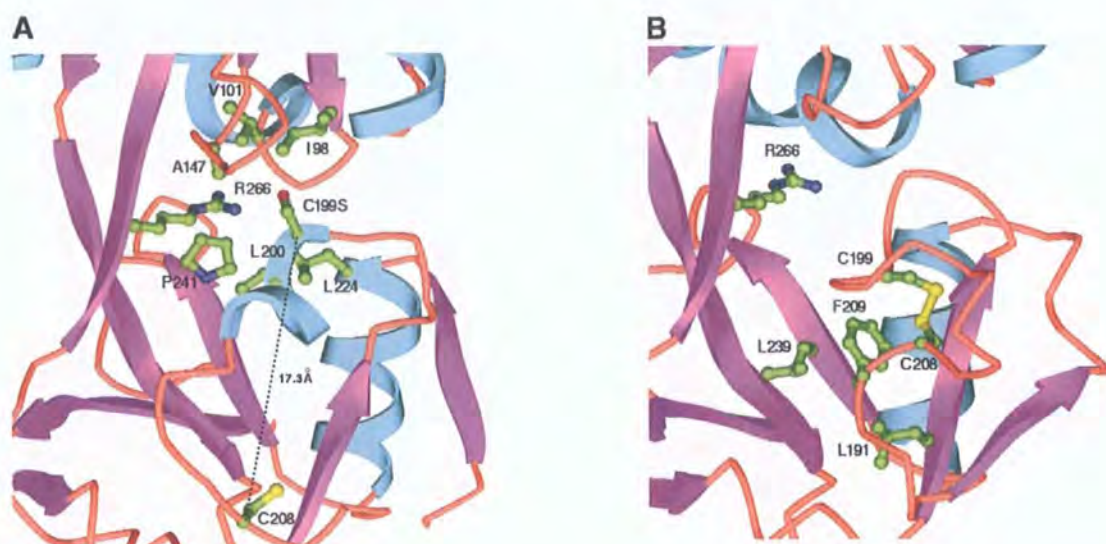 A
V101
I98
A147
R266
C199S
L200
P241
L224
17.3Å
C208
B
R266
C199
F209
L239
C208
L191